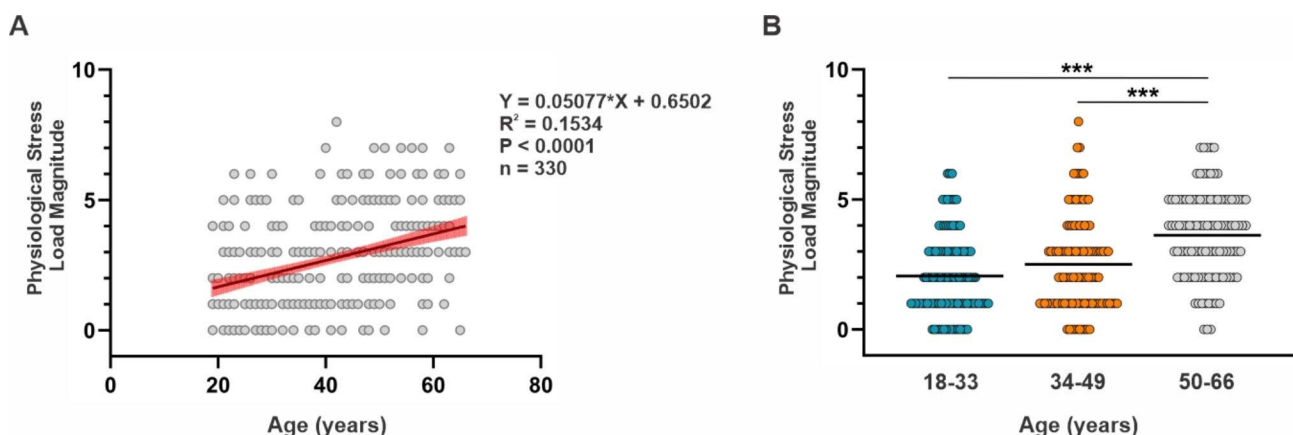 A
Physiological Stress
Load Magnitude
10
5
0
0
20
40
60
80
Age (years)
Y = 0.05077*X + 0.6502
R² = 0.1534
P < 0.0001
n = 330
B
Physiological Stress
Load Magnitude
10
5
0
***
***
18-33
34-49
50-66
Age (years)